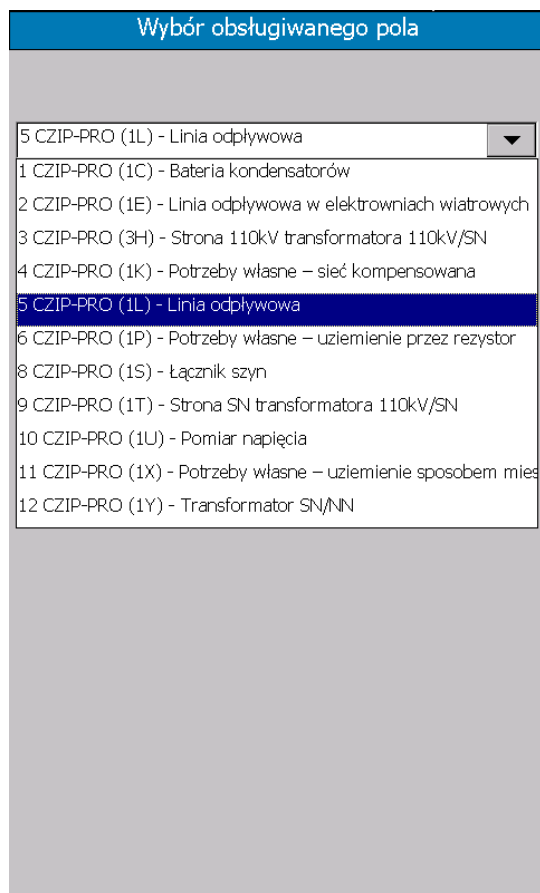 Wybór obsługiwanego pola
5 CZIP-PRO (1L) - Linia odpływowa
1 CZIP-PRO (1C) - Bateria kondensatorów
2 CZIP-PRO (1E) - Linia odpływowa w elektrowniach wiatrowych
3 CZIP-PRO (3H) - Strona 110kV transformatora 110kV/SN
4 CZIP-PRO (1K) - Potrzeby własne – sieć kompensowana
5 CZIP-PRO (1L) - Linia odpływowa
6 CZIP-PRO (1P) - Potrzeby własne – uziemienie przez rezystor
8 CZIP-PRO (1S) - Łącznik szyn
9 CZIP-PRO (1T) - Strona SN transformatora 110kV/SN
10 CZIP-PRO (1U) - Pomiar napięcia
11 CZIP-PRO (1X) - Potrzeby własne – uziemienie sposobem mies
12 CZIP-PRO (1Y) - Transformator SN/NN